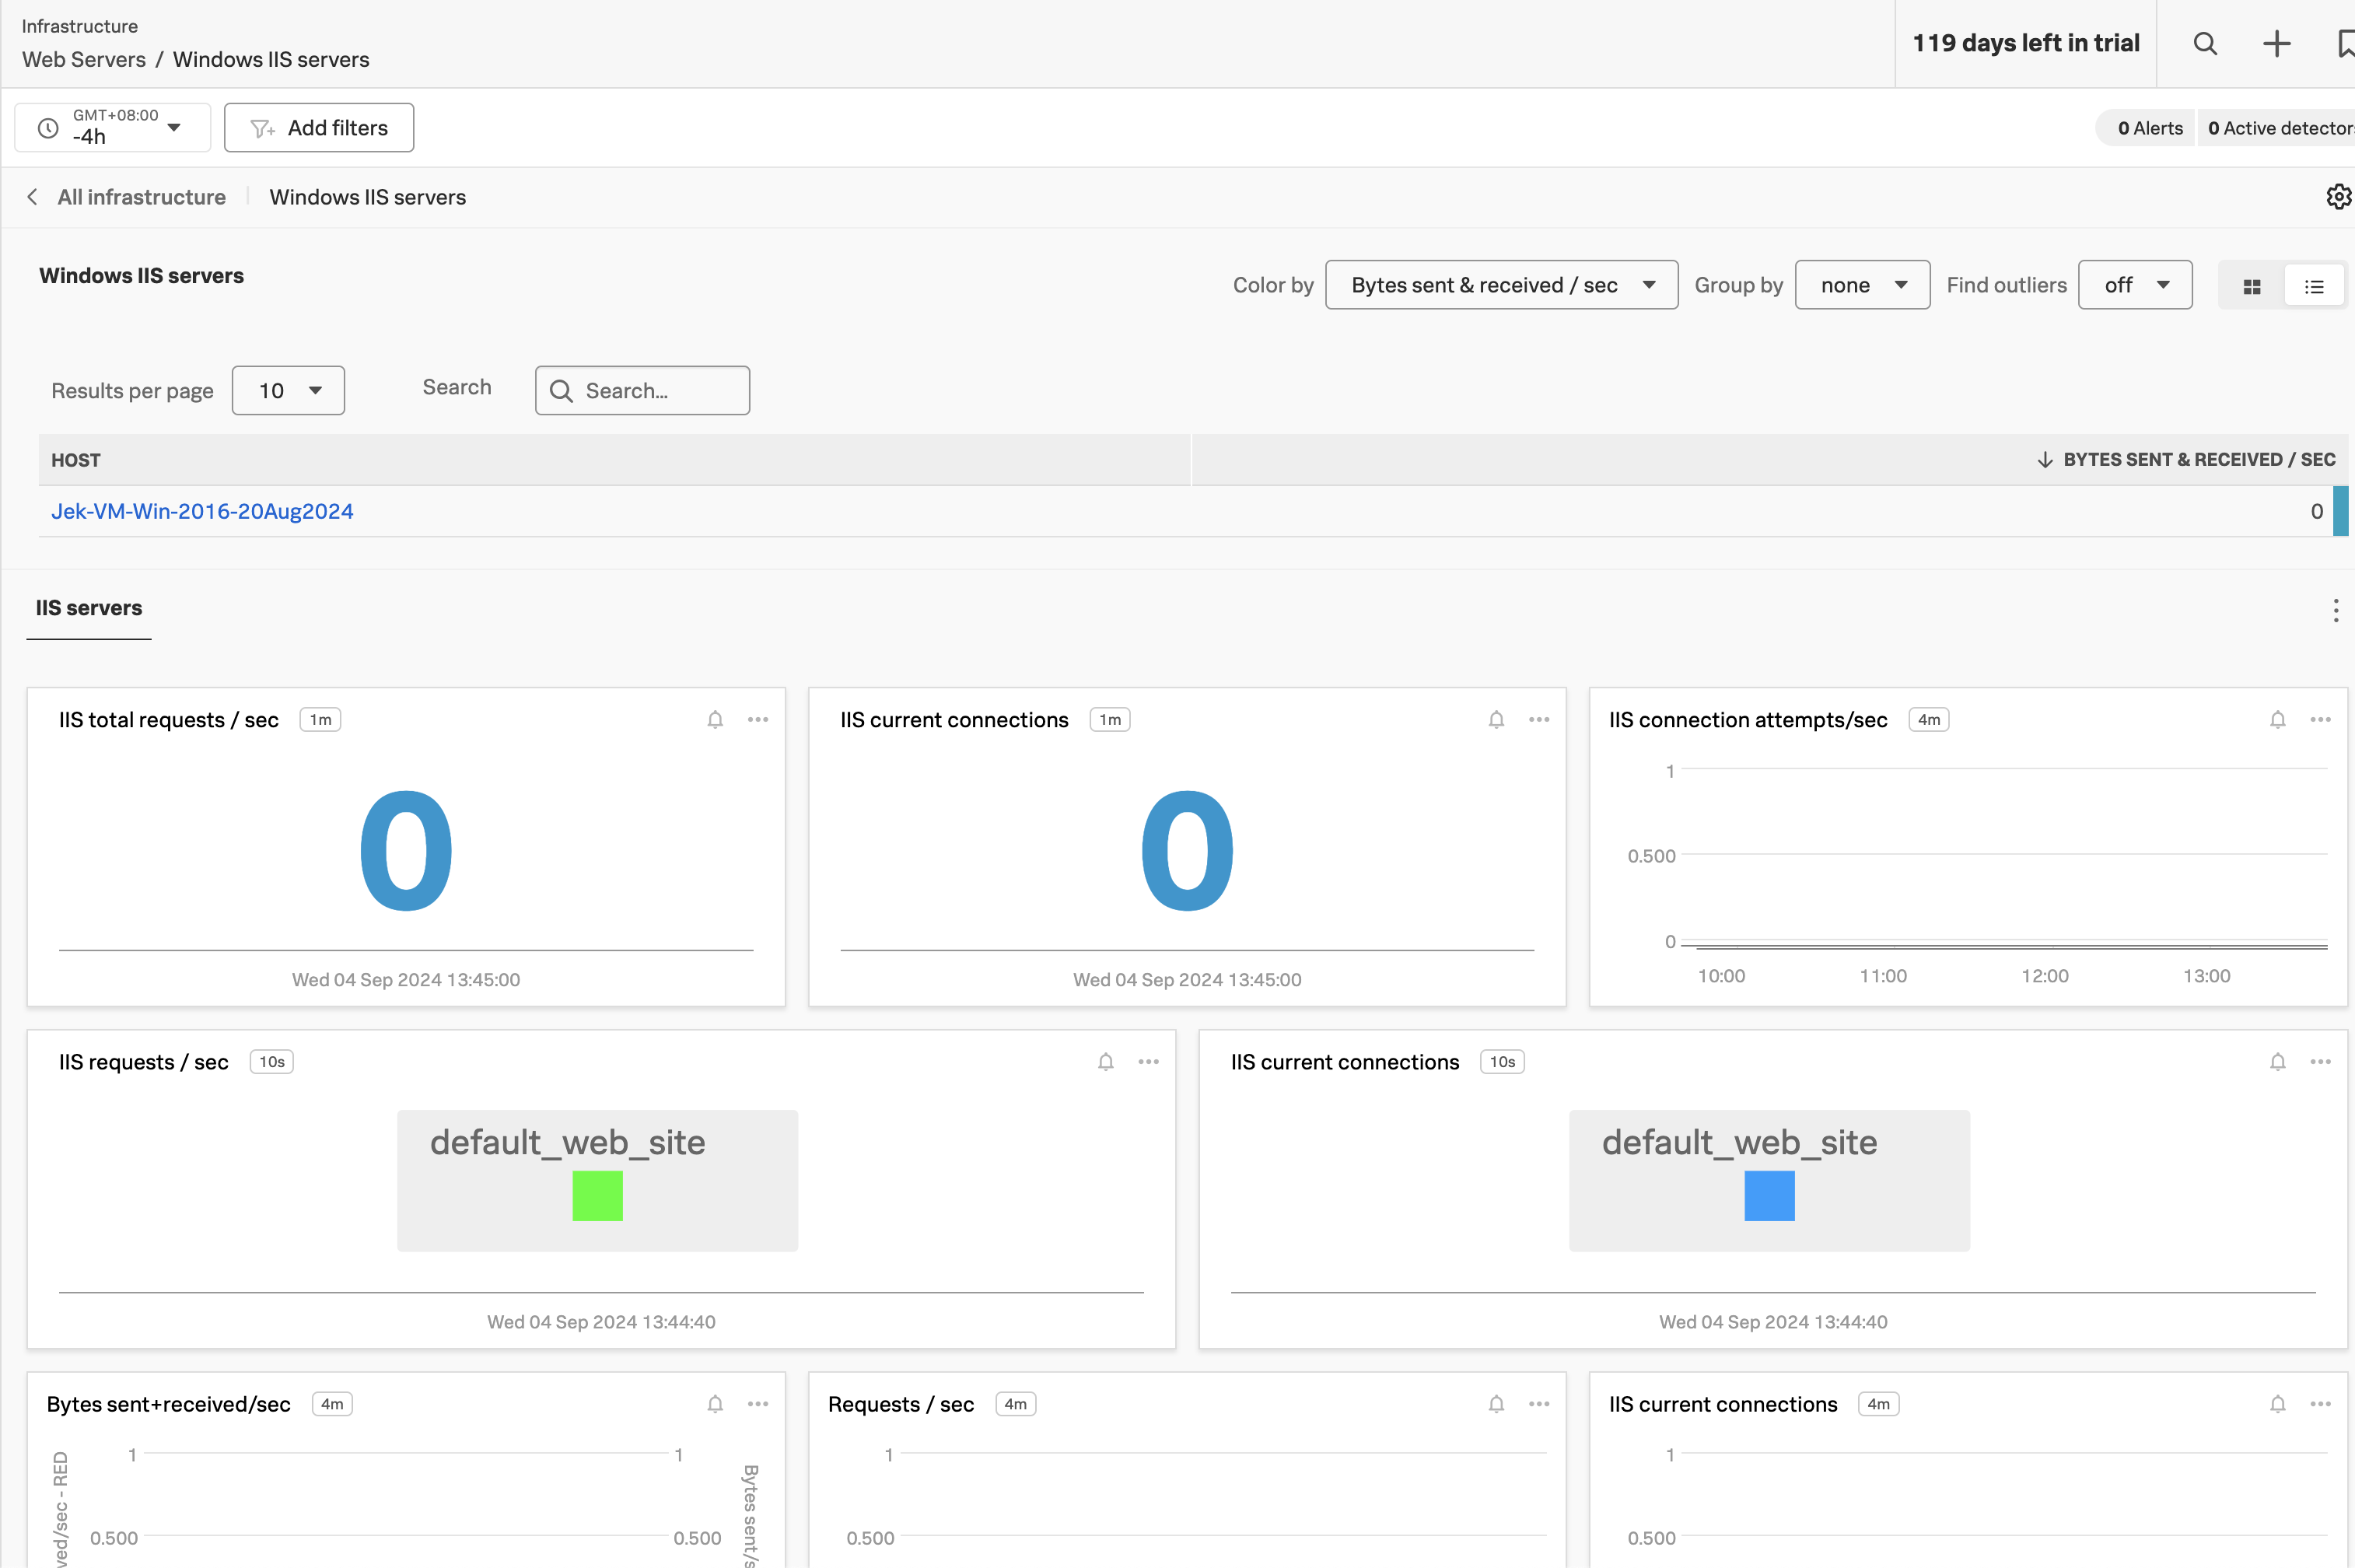 Infrastructure
Web Servers / Windows IIS servers
119 days left in trial
GMT+08:00
-4h
Add filters
0 Alerts
0 Active detectors
All infrastructure
Windows IIS servers
Windows IIS servers
Color by
Bytes sent & received / sec
Group by
none
Find outliers
off
Results per page
10
Search
Search...
HOST
BYTES SENT & RECEIVED / SEC
Jek-VM-Win-2016-20Aug2024
0
IIS servers
IIS total requests / sec
1m
0
Wed 04 Sep 2024 13:45:00
IIS current connections
1m
0
Wed 04 Sep 2024 13:45:00
IIS connection attempts/sec
4m
1
0.500
0
10:00
11:00
12:00
13:00
IIS requests / sec
10s
default_web_site
Wed 04 Sep 2024 13:44:40
IIS current connections
10s
default_web_site
Wed 04 Sep 2024 13:44:40
Bytes sent+received/sec
4m
1
0.500
ved/sec - RED
1
0.500
Bytes sent/s
Requests / sec
4m
1
0.500
IIS current connections
4m
1
0.500